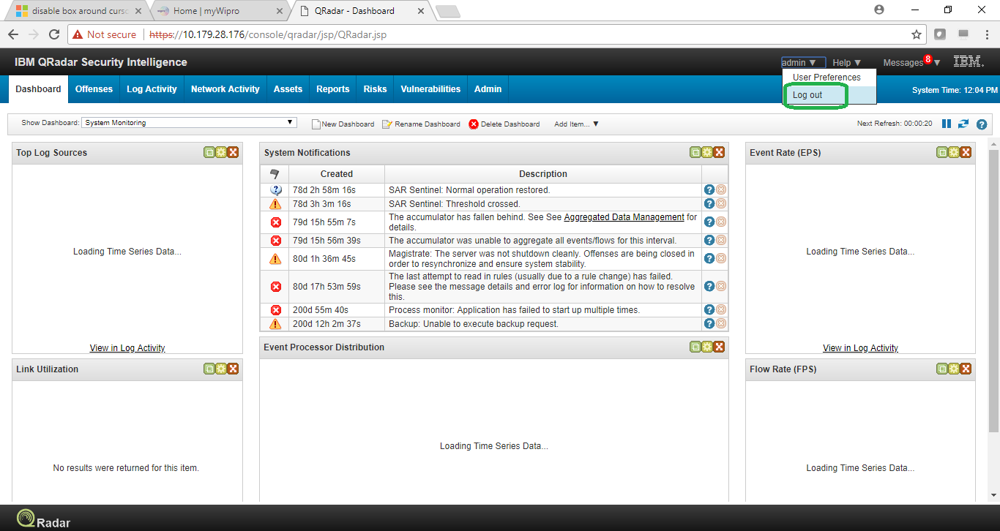 disable box around curso
Home | myWipro
QRadar - Dashboard
Not secure
https://10.179.28.176/console/qradar/jsp/QRadar.jsp
IBM QRadar Security Intelligence
admin ▼
Help ▼
Messages 8 ▼
IBM.
User Preferences
Log out
Dashboard
Offenses
Log Activity
Network Activity
Assets
Reports
Risks
Vulnerabilities
Admin
System Time: 12:04 PM
Show Dashboard:
System Monitoring
New Dashboard
Rename Dashboard
Delete Dashboard
Add Item... ▼
Next Refresh: 00:00:20
Top Log Sources
Loading Time Series Data...
View in Log Activity
Link Utilization
No results were returned for this item.
System Notifications
Created
Description
78d 2h 58m 16s
SAR Sentinel: Normal operation restored.
78d 3h 3m 16s
SAR Sentinel: Threshold crossed.
79d 15h 55m 7s
The accumulator has fallen behind. See See Aggregated Data Management for
details.
79d 15h 56m 39s
The accumulator was unable to aggregate all events/flows for this interval.
80d 1h 36m 45s
Magistrate: The server was not shutdown cleanly. Offenses are being closed in
order to resynchronize and ensure system stability.
80d 17h 53m 59s
The last attempt to read in rules (usually due to a rule change) has failed.
Please see the message details and error log for information on how to resolve
this.
200d 55m 40s
Process monitor: Application has failed to start up multiple times.
200d 12h 2m 37s
Backup: Unable to execute backup request.
Event Processor Distribution
Loading Time Series Data...
Event Rate (EPS)
Loading Time Series Data...
View in Log Activity
Flow Rate (FPS)
Loading Time Series Data...
QRadar